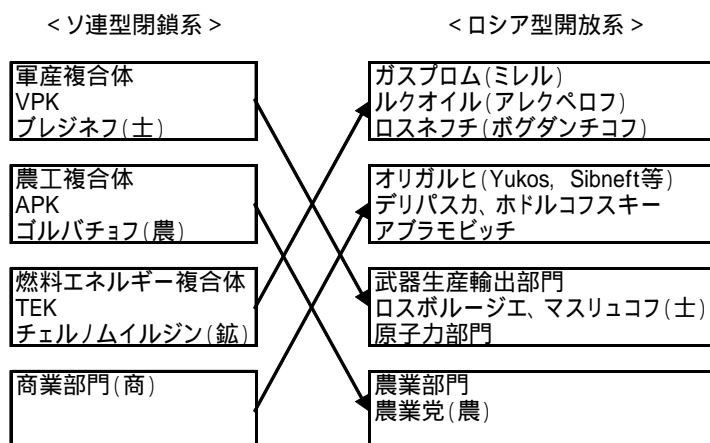 <ソ連型閉鎖系>
<ロシア型開放系>
軍産複合体
VPK
ブレジネフ(士)
農工複合体
APK
ゴルバチョフ(農)
燃料エネルギー複合体
TEK
チェルノムイルジン(鉱)
商業部門(商)
ガスプロム(ミレル)
ルクオイル(アレクペロフ)
ロスネフチ(ボグダンチコフ)
オリガルヒ(Yukos, Sibneft等)
デリパスカ、ホドルコフスキー
アブラモビッチ
武器生産輸出部門
ロスボルージエ、マスリュコフ(士)
原子力部門
農業部門
農業党(農)